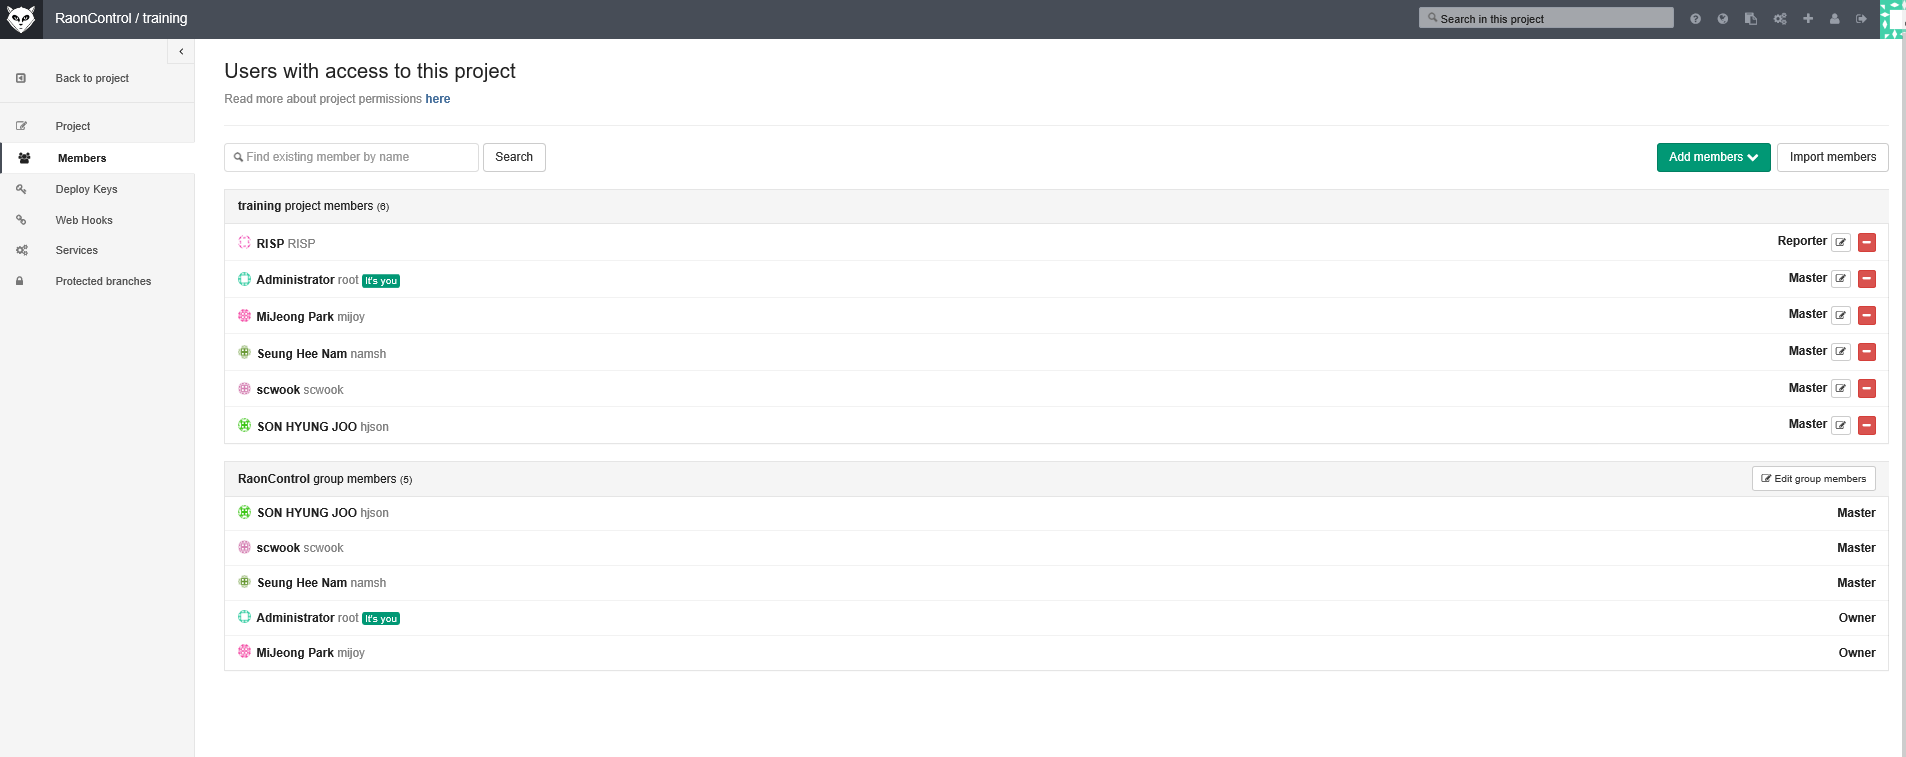 RaonControl / training
Search in this project
Back to project
Project
Members
Deploy Keys
Web Hooks
Services
Protected branches
Users with access to this project
Read more about project permissions here
Find existing member by name
Search
Add members
Import members
training project members (6)
RISP RISP Reporter
Administrator root It's you Master
MiJeong Park mijoy Master
Seung Hee Nam namsh Master
scwook scwook Master
SON HYUNG JOO hjson Master
RaonControl group members (5) Edit group members
SON HYUNG JOO hjson Master
scwook scwook Master
Seung Hee Nam namsh Master
Administrator root It's you Owner
MiJeong Park mijoy Owner